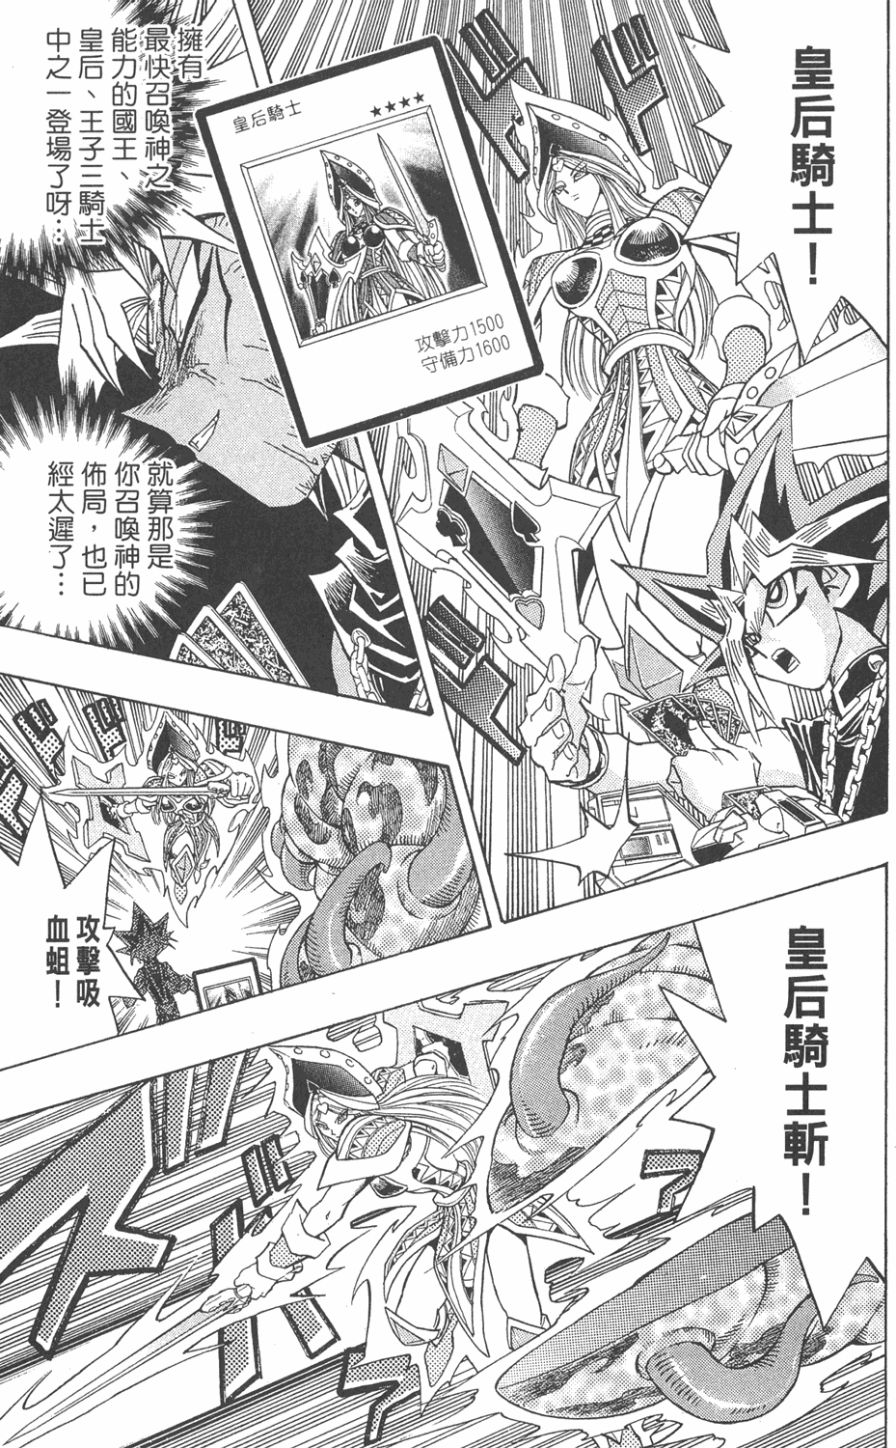 皇后騎士！
皇后騎士
★★★★
攻擊力1500
守備力1600
擁有
最快召喚神之
能力的國王、
皇后、王子三騎士
中之一登場了呀…
就算那是
你召喚神的
佈局，也已
經太遲了…
ドドド
攻擊吸
血蛆！
皇后騎士斬！